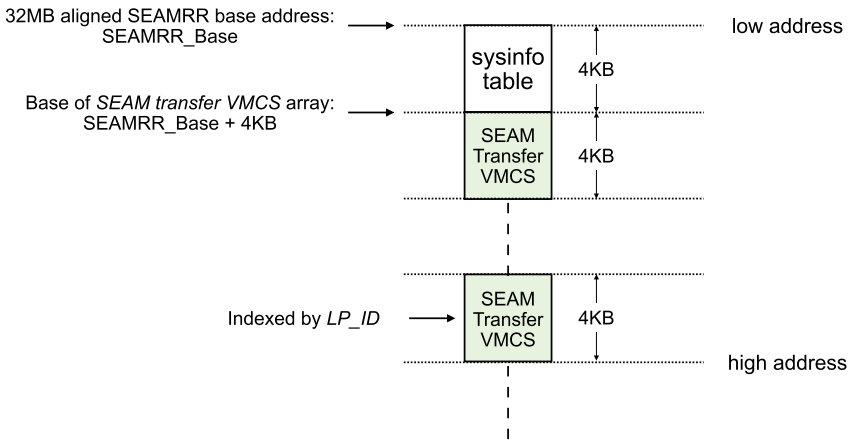 32MB aligned SEAMRR base address:
SEAMRR_Base
low address
sysinfo
table
4KB
Base of SEAM transfer VMCS array:
SEAMRR_Base + 4KB
SEAM
Transfer
VMCS
4KB
SEAM
Transfer
VMCS
Indexed by LP_ID
4KB
high address